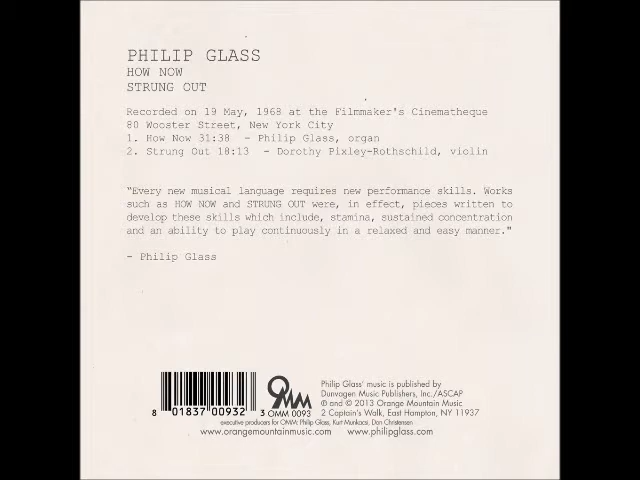 PHILIP GLASS
HOW NOW
STRUNG OUT
Recorded on 19 May, 1968 at the Filmmaker's Cinematheque
80 Wooster Street, New York City
1. How Now 31:38 - Philip Glass, organ
2. Strung Out 18:13 - Dorothy Pixley-Rothschild, violin
"Every new musical language requires new performance skills. Works
such as HOW NOW and STRUNG OUT were, in effect, pieces written to
develop these skills which include, stamina, sustained concentration
and an ability to play continuously in a relaxed and easy manner."
- Philip Glass
8 01837 00932 3
OMM
OMM 0093
Philip Glass' music is published by
Dunvagen Music Publishers, Inc./ASCAP
℗ and © 2013 Orange Mountain Music
2 Captain's Walk, East Hampton, NY 11937
executive producers for OMM: Philip Glass, Kurt Munkacsi, Don Christensen
www.orangemountainmusic.com www.philipglass.com